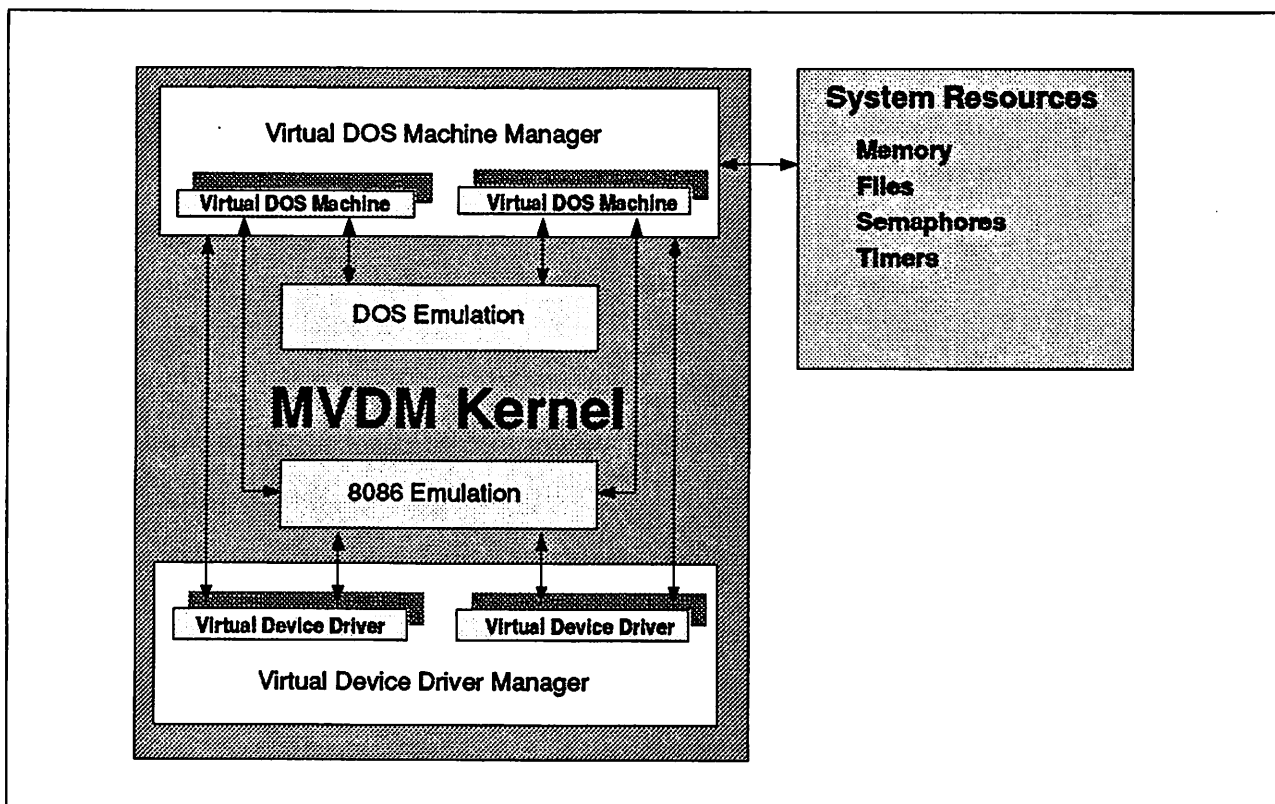 Virtual DOS Machine Manager
Virtual DOS Machine
Virtual DOS Machine
DOS Emulation
MVDM Kernel
8086 Emulation
Virtual Device Driver
Virtual Device Driver
Virtual Device Driver Manager
System Resources
Memory
Files
Semaphores
Timers